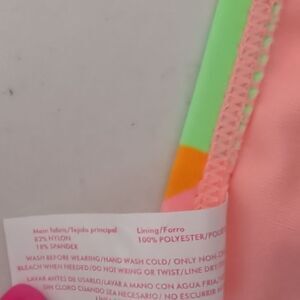 Main fabric/Tejido principal
82% NYLON
18% SPANDEX
Lining/Forro
100% POLYESTER/POLIÉ
WASH BEFORE WEARING/HAND WASH COLD/ ONLY NON-C
BLEACH WHEN NEEDED/DO NOT WRING OR TWIST/LINE DRY
LAVAR ANTES DE USARLO/LAVAR A MANO CON AGUA FRÍA
SIN CLORO CUANDO SEA NECESARIO/ NO ESCURRIR